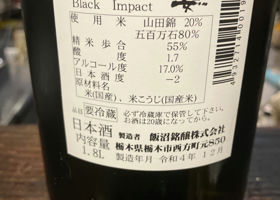 Black Impact
使用米 山田錦 20%
五百万石80%
精米歩合 55%
酸度 1.7
アルコール度 17.0%
日本酒度 −2
原材料名
米(国産)、米こうじ(国産米)
品目 要冷蔵 必ず冷蔵庫で保管して下さい。
お酒は20歳になってから。
日本酒 製造者 飯沼銘醸株式会社
内容量 栃木県栃木市西方町元850
1.8L 製造年月 令和4年12月